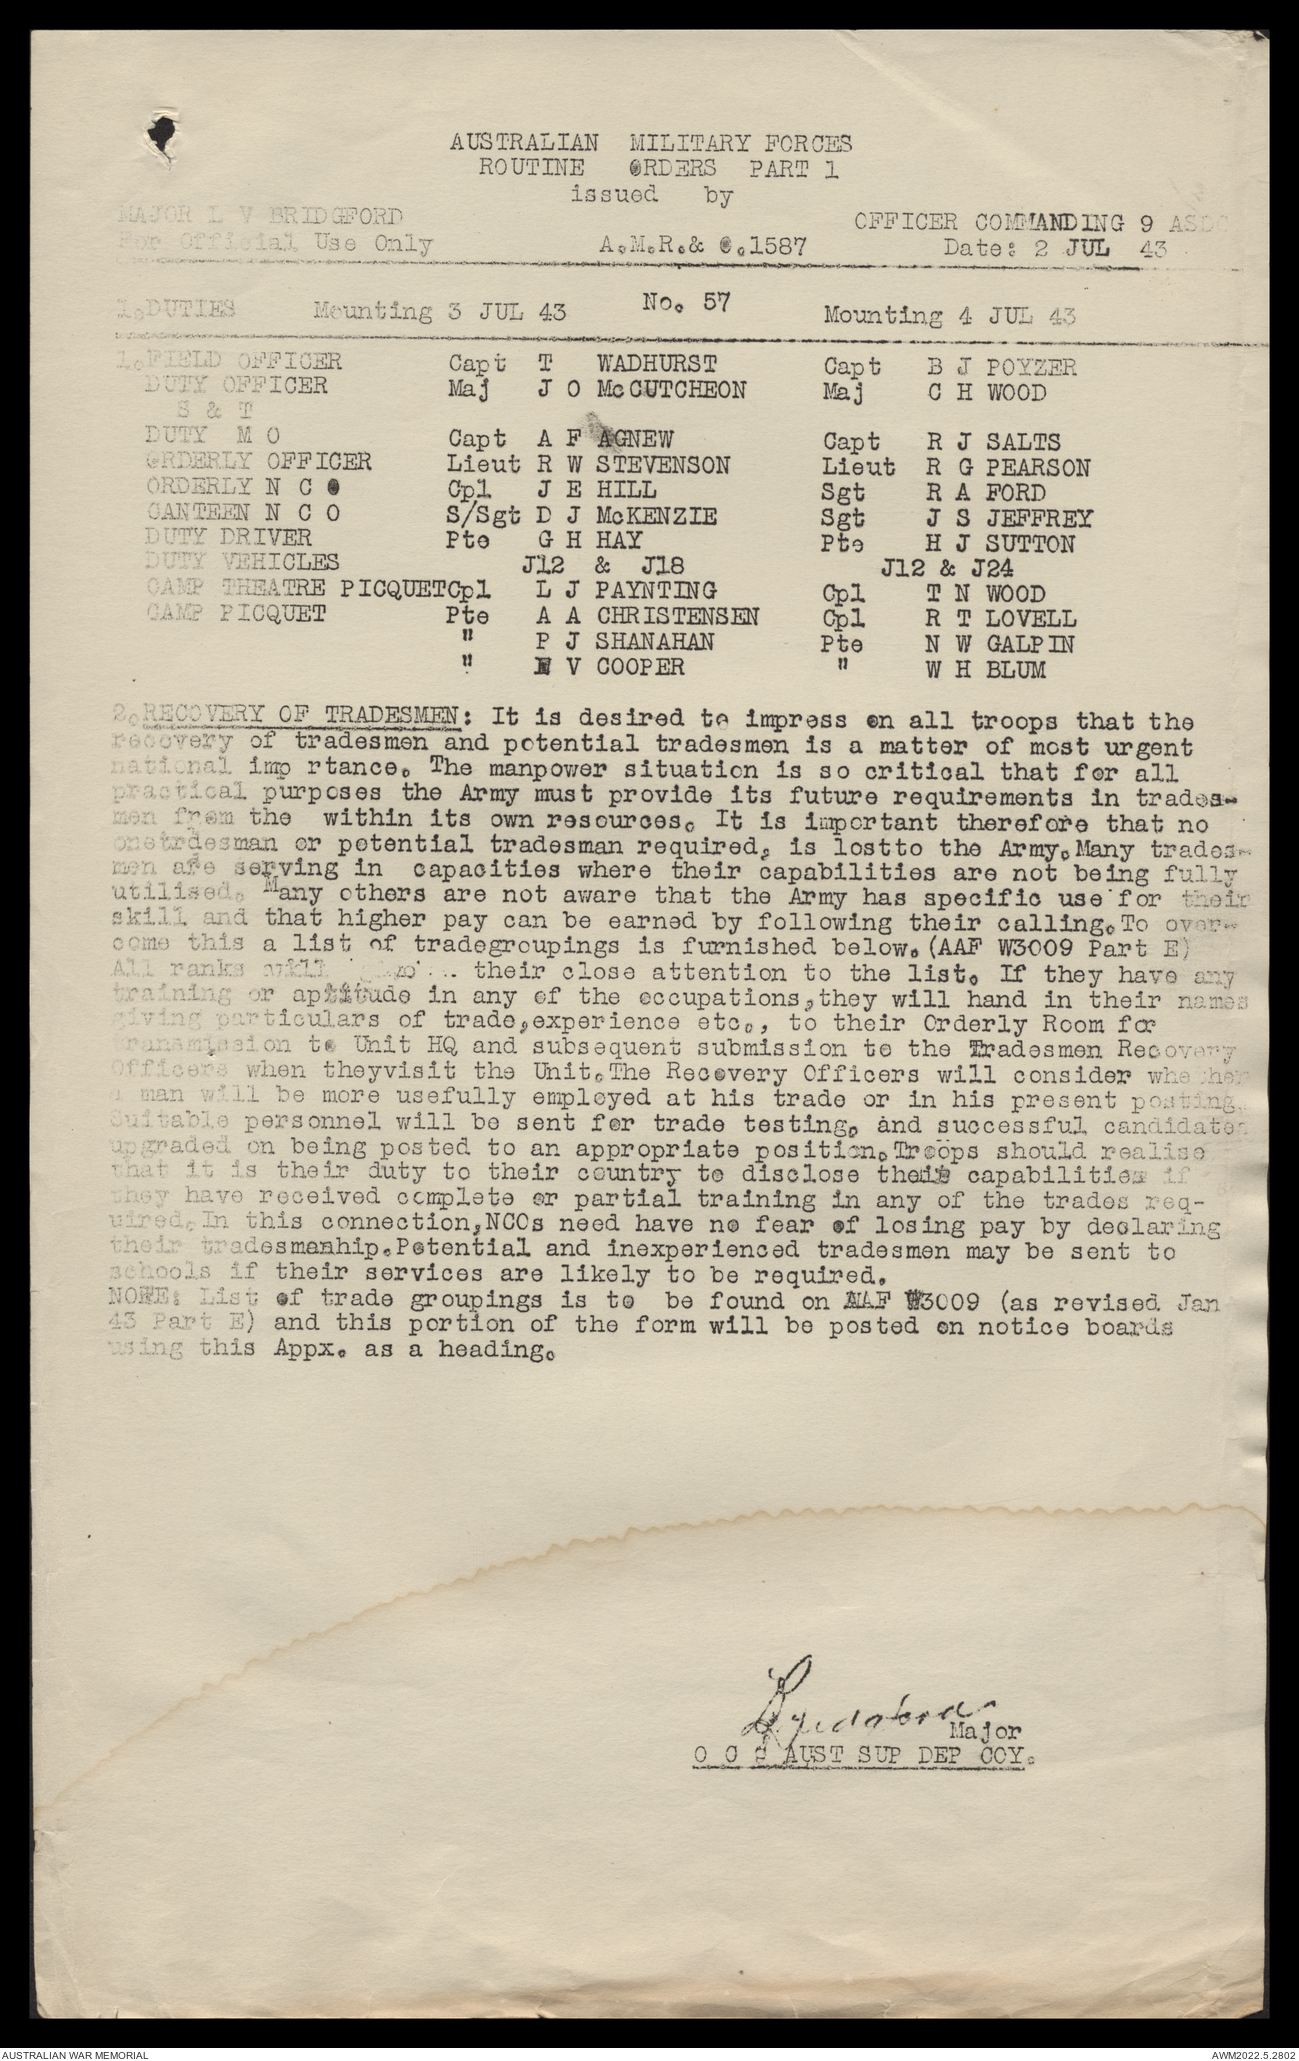 AUSTRALIAN MILITARY FORCES
ROUTINE ORDERS PART 1
issued by
MAJOR L V BRIDGFORD OFFICER COMMANDING 9 ASDC
For Official Use Only A.M.R.& O.1587 Date: 2 JUL 43
1.DUTIES Mounting 3 JUL 43 No. 57 Mounting 4 JUL 43
1.FIELD OFFICER Capt T WADHURST Capt B J POYZER
DUTY OFFICER Maj J O McCUTCHEON Maj C H WOOD
S & T
DUTY M O Capt A F AGNEW Capt R J SALTS
ORDERLY OFFICER Lieut R W STEVENSON Lieut R G PEARSON
ORDERLY N C O Cpl J E HILL Sgt R A FORD
CANTEEN N C O S/Sgt D J McKENZIE Sgt J S JEFFREY
DUTY DRIVER Pte G H HAY Pte H J SUTTON
DUTY VEHICLES J12 & J18 J12 & J24
CAMP THEATRE PICQUETCpl L J PAYNTING Cpl T N WOOD
CAMP PICQUET Pte A A CHRISTENSEN Cpl R T LOVELL
" P J SHANAHAN Pte N W GALPIN
" V COOPER " W H BLUM
2.RECOVERY OF TRADESMEN: It is desired to impress on all troops that the
recovery of tradesmen and potential tradesmen is a matter of most urgent
national imp rtance. The manpower situation is so critical that for all
practical purposes the Army must provide its future requirements in trades-
men from the within its own resources. It is important therefore that no
onetrdesman or potential tradesman required, is lostto the Army.Many trades-
men are serving in capacities where their capabilities are not being fully
utilised. Many others are not aware that the Army has specific use for their
skill and that higher pay can be earned by following their calling.To over-
come this a list of tradegroupings is furnished below.(AAF W3009 Part E)
All ranks will their close attention to the list. If they have any
training or aptitude in any of the occupations,they will hand in their names
giving particulars of trade,experience etc., to their Orderly Room for
transmission to Unit HQ and subsequent submission to the Tradesmen Recovery
Officers when theyvisit the Unit.The Recovery Officers will consider whether
a man will be more usefully employed at his trade or in his present posting.
Suitable personnel will be sent for trade testing, and successful candidates
upgraded on being posted to an appropriate position.Troops should realise
that it is their duty to their country to disclose their capabilities if
they have received complete or partial training in any of the trades req-
uired.In this connection,NCOs need have no fear of losing pay by declaring
their tradesmanhip.Potential and inexperienced tradesmen may be sent to
schools if their services are likely to be required.
NOTE: List of trade groupings is to be found on AAF W3009 (as revised Jan
43 Part E) and this portion of the form will be posted on notice boards
using this Appx. as a heading.
Major
O C 9 AUST SUP DEP COY.
AUSTRALIAN WAR MEMORIAL AWM2022.5.2802